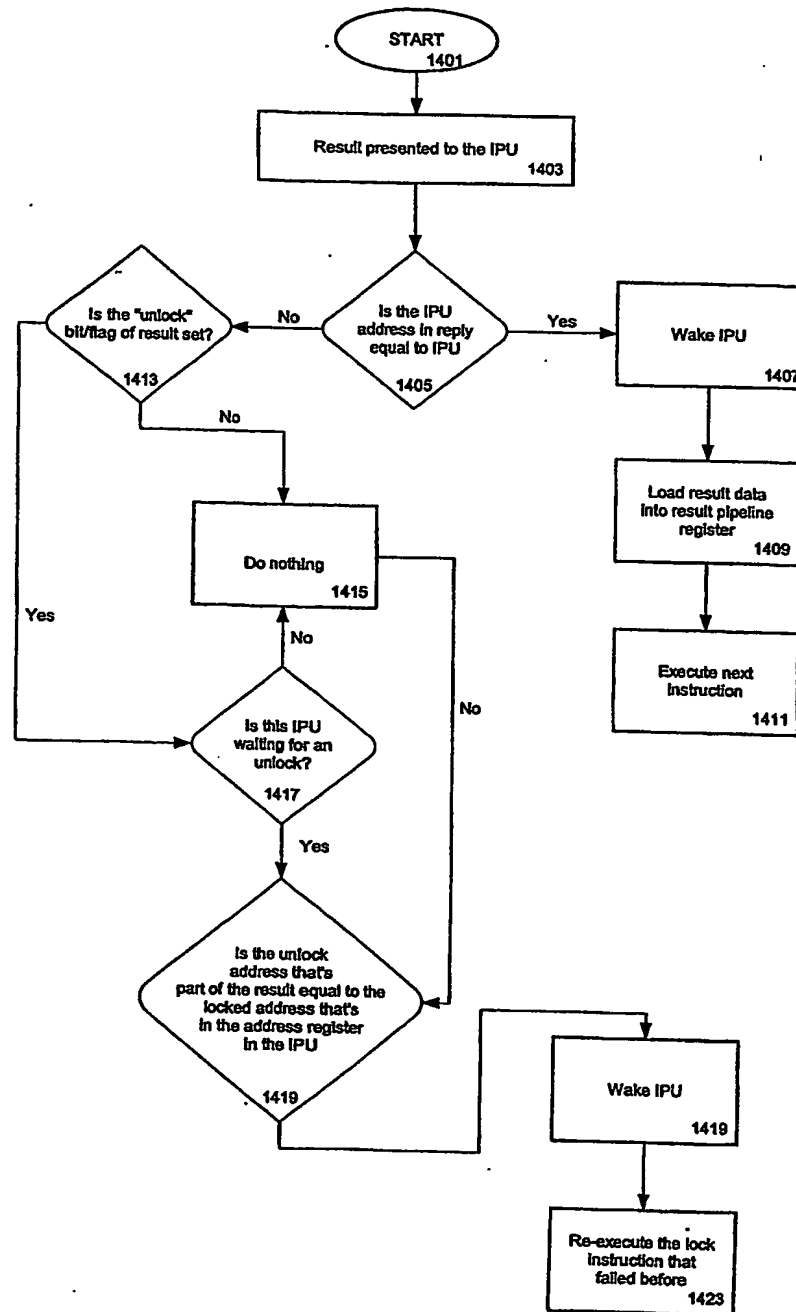 START
1401
Result presented to the IPU
1403
Is the "unlock"
bit/flag of result set?
1413
No
Is the IPU
address in reply
equal to IPU
1405
Yes
Wake IPU
1407
No
Load result data
into result pipeline
register
1409
Do nothing
1415
Yes
No
No
Execute next
instruction
1411
Is this IPU
waiting for an
unlock?
1417
Yes
Is the unlock
address that's
part of the result equal to the
locked address that's
in the address register
in the IPU
1419
Wake IPU
1419
Re-execute the lock
instruction that
failed before
1423